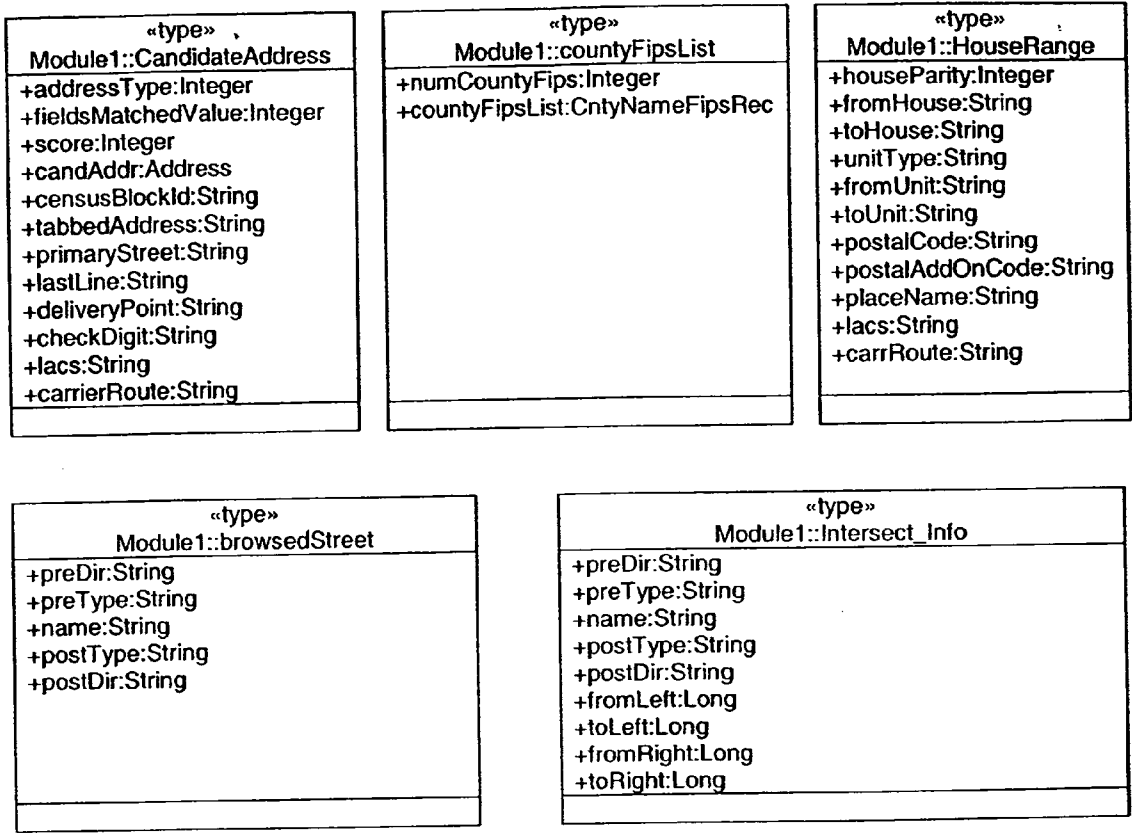 «type»
Module1::CandidateAddress
+addressType:Integer
+fieldsMatchedValue:Integer
+score:Integer
+candAddr:Address
+censusBlockId:String
+tabbedAddress:String
+primaryStreet:String
+lastLine:String
+deliveryPoint:String
+checkDigit:String
+lacs:String
+carrierRoute:String
«type»
Module1::countyFipsList
+numCountyFips:Integer
+countyFipsList:CntyNameFipsRec
«type»
Module1::HouseRange
+houseParity:Integer
+fromHouse:String
+toHouse:String
+unitType:String
+fromUnit:String
+toUnit:String
+postalCode:String
+postalAddOnCode:String
+placeName:String
+lacs:String
+carrRoute:String
«type»
Module1::browsedStreet
+preDir:String
+preType:String
+name:String
+postType:String
+postDir:String
«type»
Module1::Intersect_Info
+preDir:String
+preType:String
+name:String
+postType:String
+postDir:String
+fromLeft:Long
+toLeft:Long
+fromRight:Long
+toRight:Long